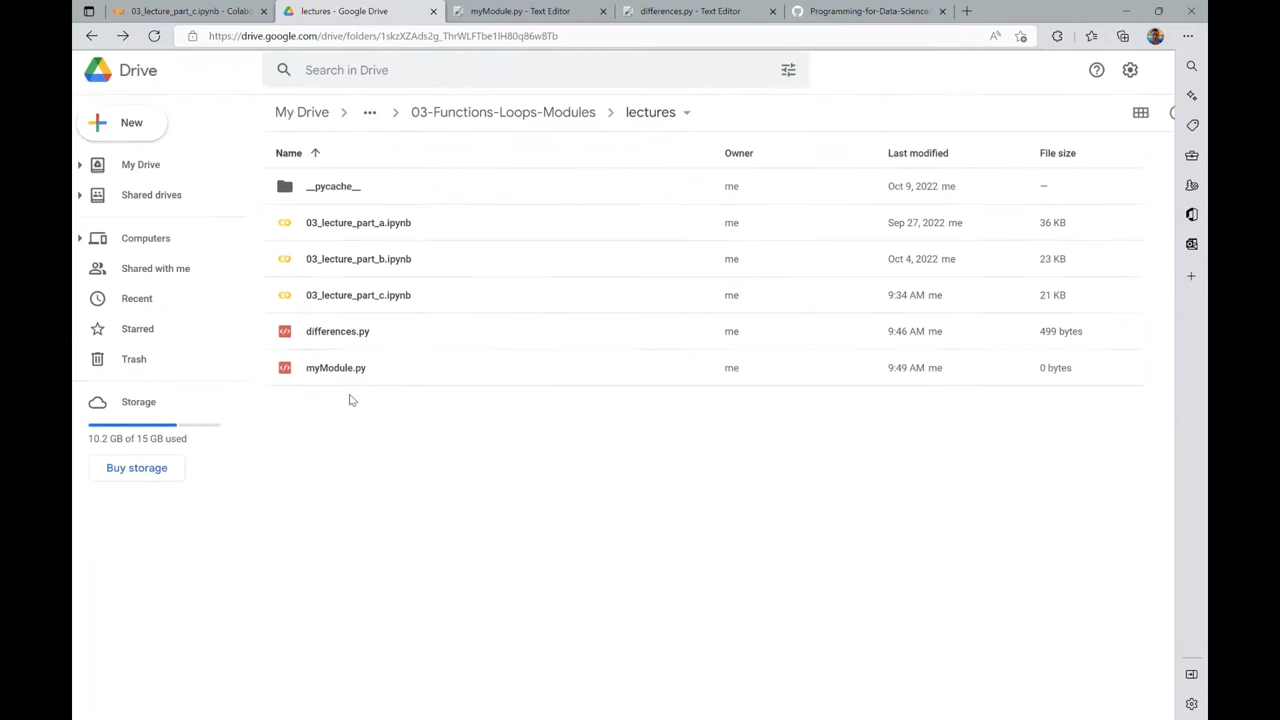 03_lecture_part_c.ipynb - Colabo
lectures - Google Drive
myModule.py - Text Editor
differences.py - Text Editor
Programming-for-Data-Science/
https://drive.google.com/drive/folders/1skzXZAds2g_ThrWLFTbe1lH80q86wBTb
Drive
Search in Drive
New
My Drive
Shared drives
Computers
Shared with me
Recent
Starred
Trash
Storage
10.2 GB of 15 GB used
Buy storage
My Drive > ... > 03-Functions-Loops-Modules > lectures
Name Owner Last modified File size
__pycache__ me Oct 9, 2022 me —
03_lecture_part_a.ipynb me Sep 27, 2022 me 36 KB
03_lecture_part_b.ipynb me Oct 4, 2022 me 23 KB
03_lecture_part_c.ipynb me 9:34 AM me 21 KB
differences.py me 9:46 AM me 499 bytes
myModule.py me 9:49 AM me 0 bytes